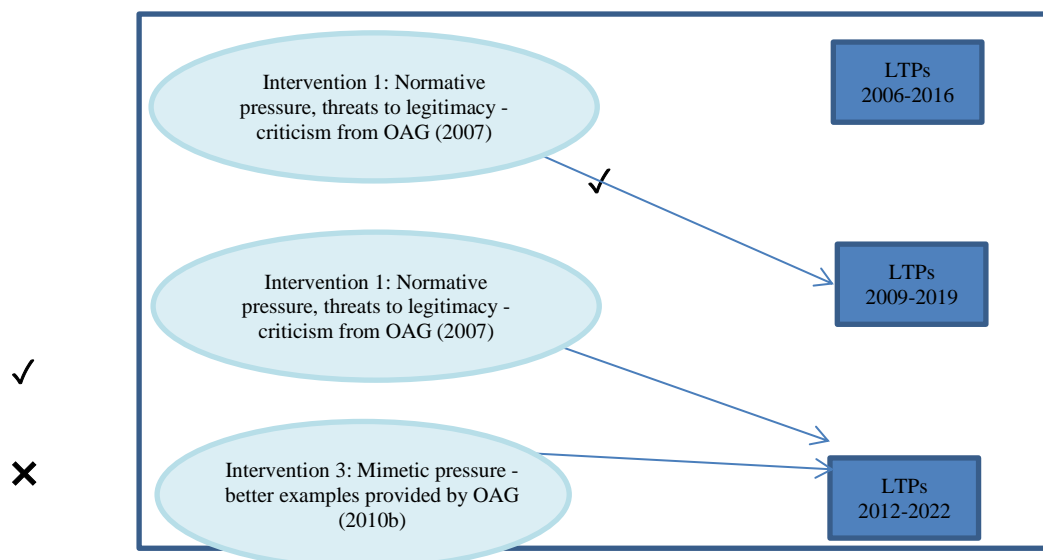 Intervention 1: Normative
pressure, threats to legitimacy -
criticism from OAG (2007)
LTPs
2006-2016
✓
Intervention 1: Normative
pressure, threats to legitimacy -
criticism from OAG (2007)
LTPs
2009-2019
✓
✕
Intervention 3: Mimetic pressure -
better examples provided by OAG
(2010b)
LTPs
2012-2022